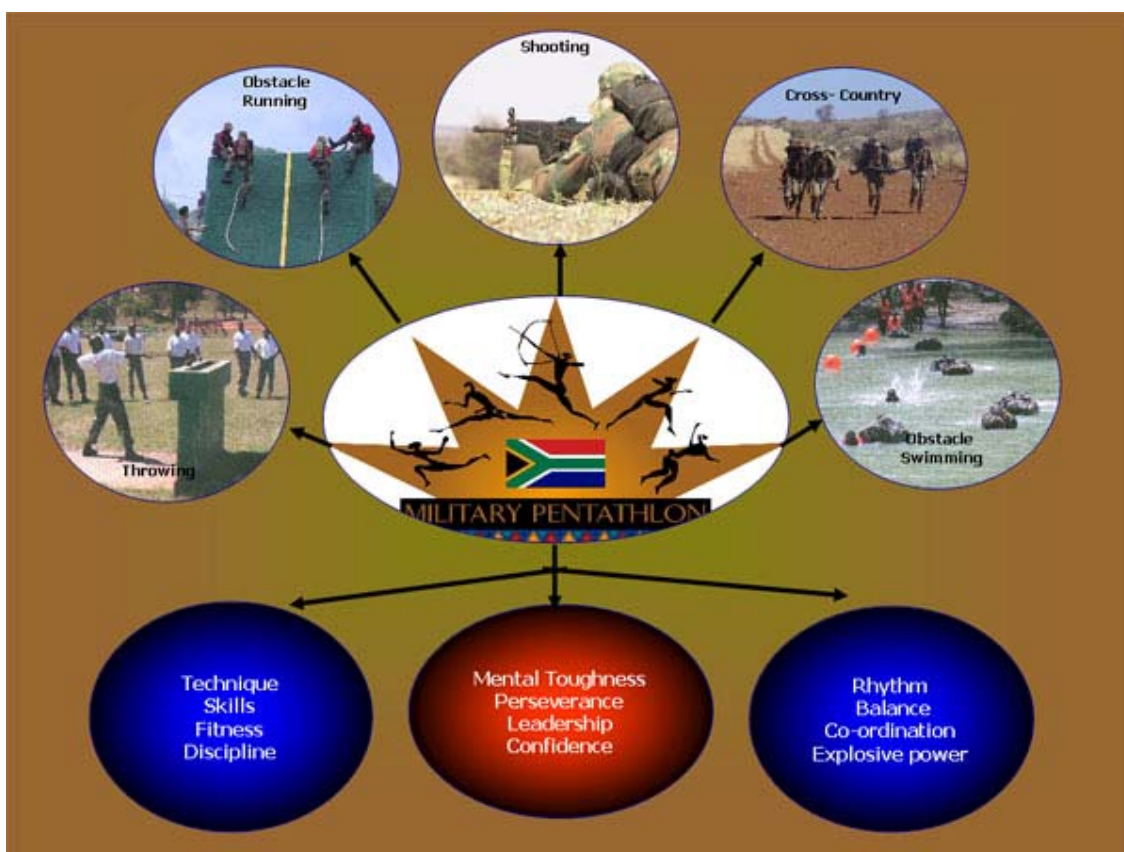 Shooting
Obstacle
Running
Cross- Country
Throwing
Obstacle
Swimming
MILITARY PENTATHLON
Technique
Skills
Fitness
Discipline
Mental Toughness
Perseverance
Leadership
Confidence
Rhythm
Balance
Co-ordination
Explosive power